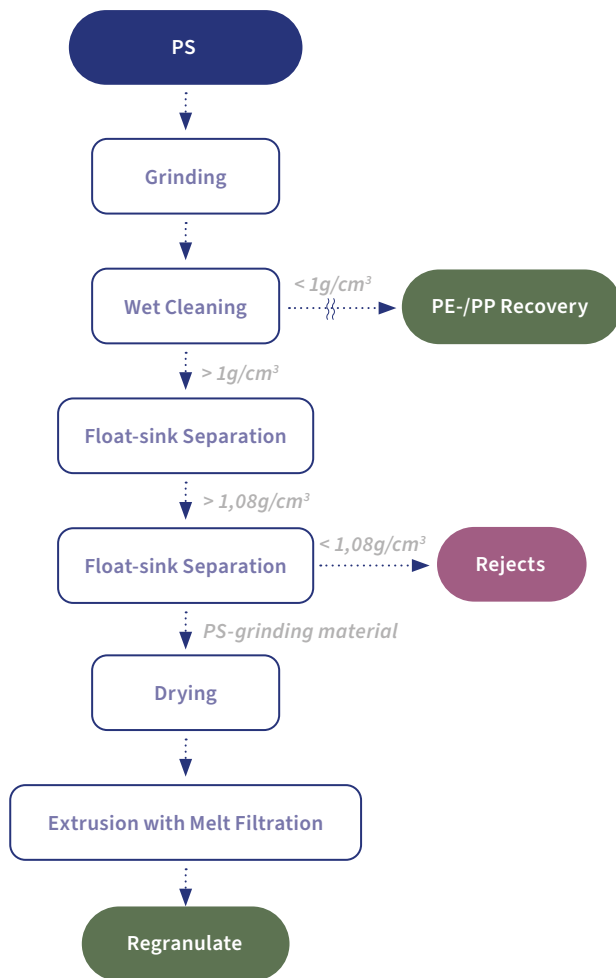 PS
Grinding
Wet Cleaning
< 1g/cm³
PE-/PP Recovery
> 1g/cm³
Float-sink Separation
> 1,08g/cm³
Float-sink Separation
< 1,08g/cm³
Rejects
PS-grinding material
Drying
Extrusion with Melt Filtration
Regranulate